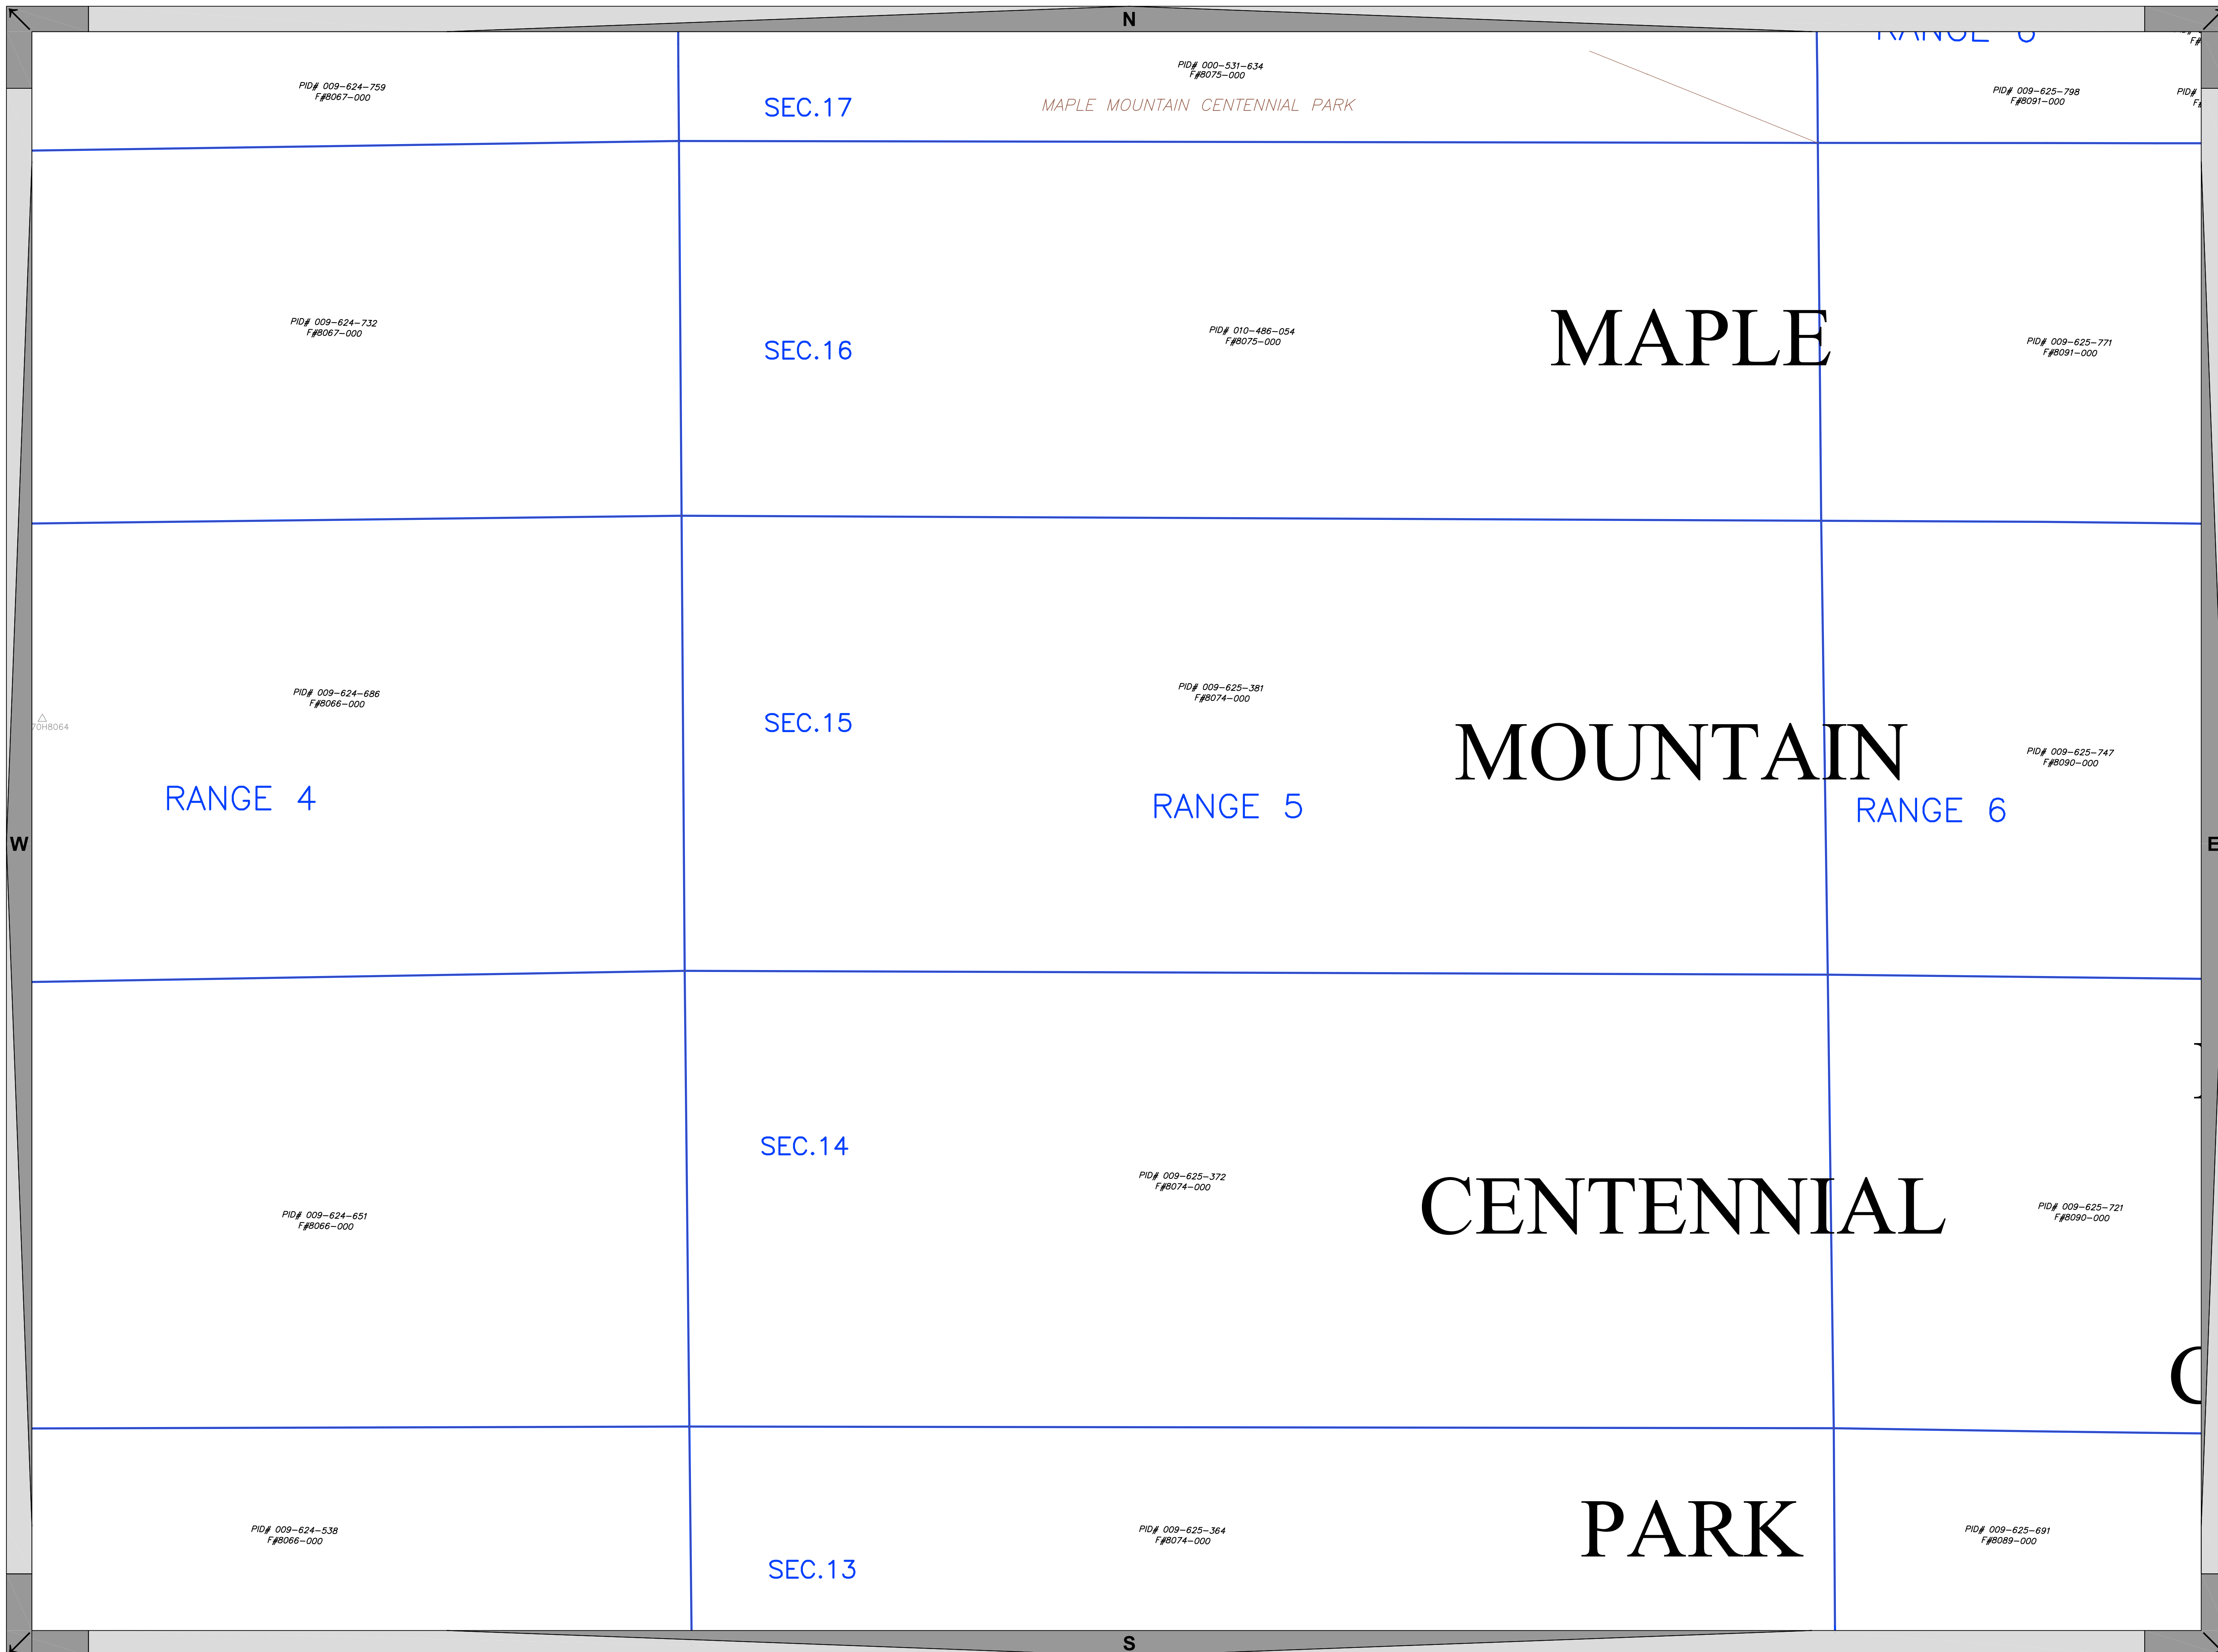 N
RANGE 6
PID# 009-624-759
F#8067-000
SEC.17
PID# 000-531-634
F#8075-000
MAPLE MOUNTAIN CENTENNIAL PARK
PID# 009-625-798
F#8091-000
PID#
F#
PID# 009-624-732
F#8067-000
SEC.16
PID# 010-486-054
F#8075-000
MAPLE
PID# 009-625-771
F#8091-000
PID# 009-624-686
F#8066-000
70H8064
SEC.15
PID# 009-625-381
F#8074-000
MOUNTAIN
PID# 009-625-747
F#8090-000
RANGE 4
RANGE 5
RANGE 6
W
E
SEC.14
PID# 009-624-651
F#8066-000
PID# 009-625-372
F#8074-000
CENTENNIAL
PID# 009-625-721
F#8090-000
PID# 009-624-538
F#8066-000
SEC.13
PID# 009-625-364
F#8074-000
PARK
PID# 009-625-691
F#8089-000
S